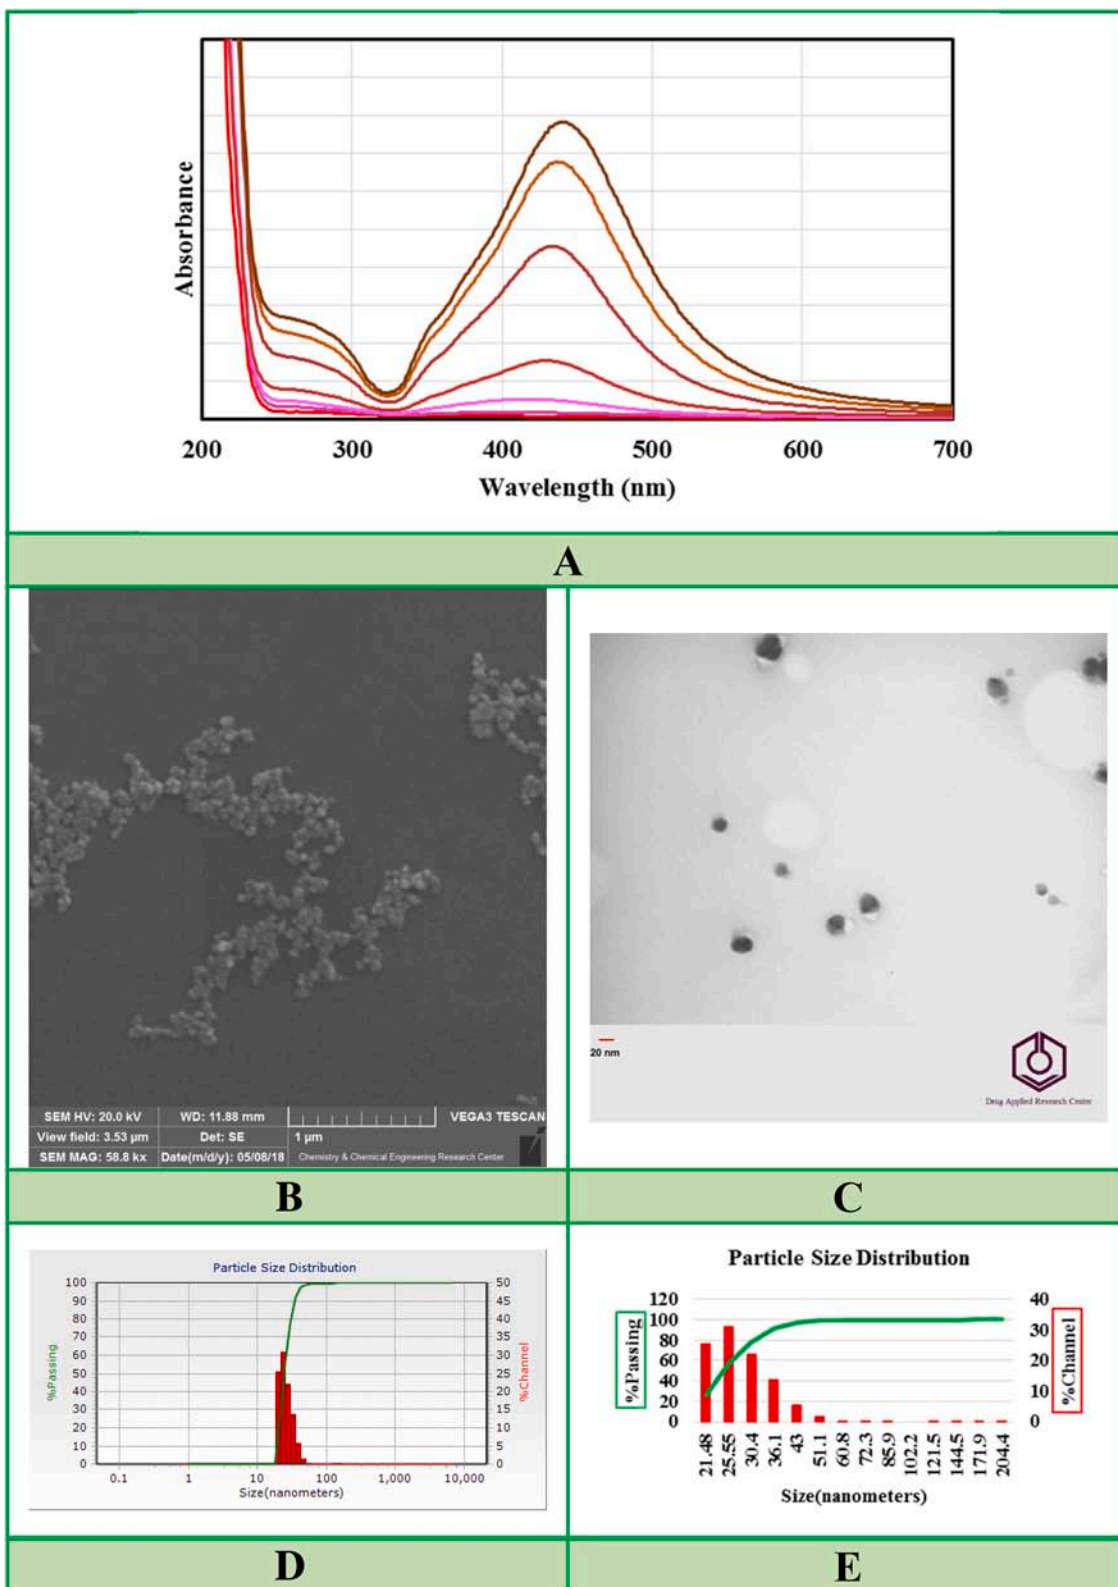 Absorbance
200 300 400 500 600 700
Wavelength (nm)
A
SEM HV: 20.0 kV WD: 11.88 mm VEGA3 TESCAN
View field: 3.53 µm Det: SE 1 µm
SEM MAG: 58.8 kx Date(m/d/y): 05/08/18 Chemistry & Chemical Engineering Research Center
B
20 nm
Drug Applied Research Center
C
Particle Size Distribution
%Passing
100
90
80
70
60
50
40
30
20
10
0
50
45
40
35
30
25
20
15
10
5
0
%Channel
0.1 1 10 100 1,000 10,000
Size(nanometers)
D
Particle Size Distribution
%Passing
120
100
80
60
40
20
0
40
30
20
10
0
%Channel
21.48 25.55 30.4 36.1 43 51.1 60.8 72.3 85.9 102.2 121.5 144.5 171.9 204.4
Size(nanometers)
E